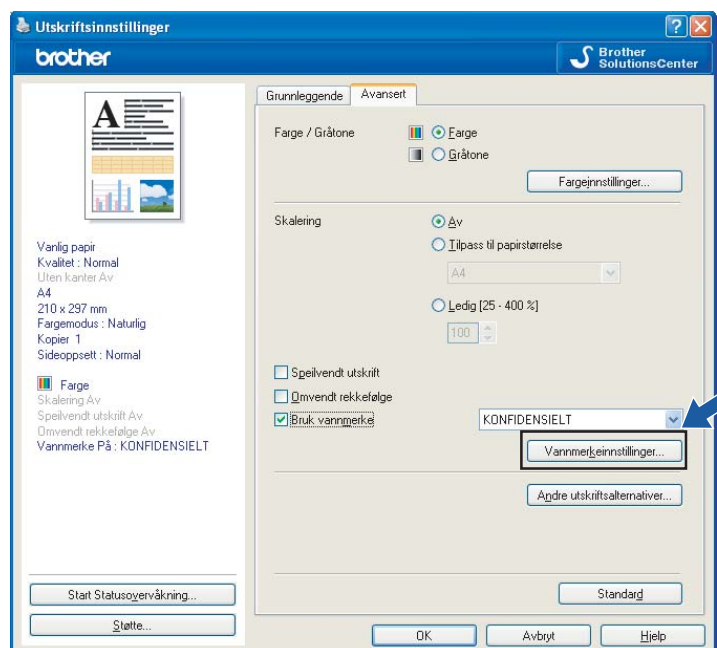 Utskriftsinnstillinger
brother
Brother
SolutionsCenter
A
Vanlig papir
Kvalitet : Normal
Uten kanter Av
A4
210 x 297 mm
Fargemodus : Naturlig
Kopier 1
Sideoppsett : Normal
Farge
Skalering Av
Speilvendt utskrift Av
Omvendt rekkefølge Av
Vannmerke På : KONFIDENSIELT
Start Statusovervåkning...
Støtte...
Grunnleggende Avansert
Farge / Gråtone
Farge
Gråtone
Fargeinnstillinger...
Skalering
Av
Tilpass til papirstørrelse
A4
Ledig [25 - 400 %]
100
Speilvendt utskrift
Omvendt rekkefølge
Bruk vannmerke KONFIDENSIELT
Vannmerkeinnstillinger...
Andre utskriftsalternativer...
Standard
OK Avbryt Hjelp